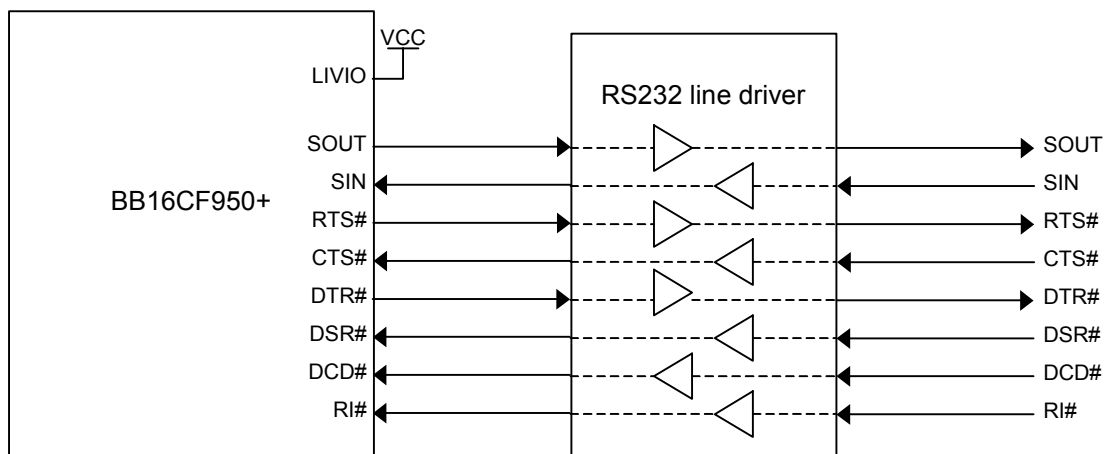 VCC
LIVIO
RS232 line driver
SOUT SOUT
SIN SIN
BB16CF950+
RTS# RTS#
CTS# CTS#
DTR# DTR#
DSR# DSR#
DCD# DCD#
RI# RI#